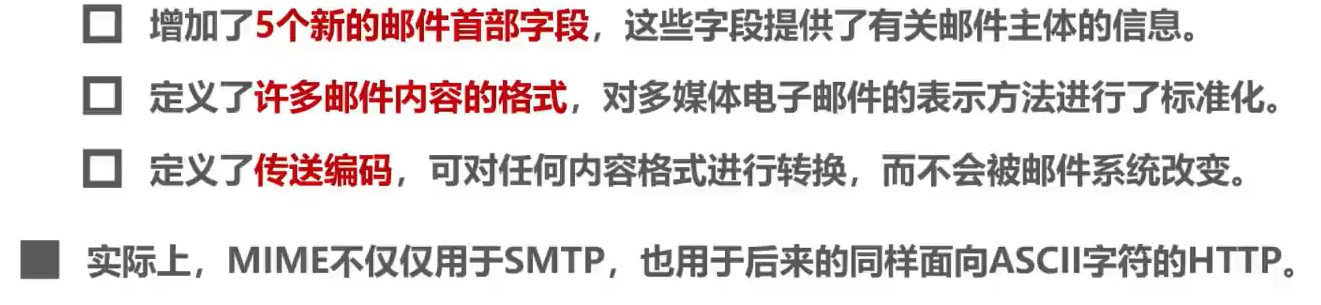 增加了5个新的邮件首部字段，这些字段提供了有关邮件主体的信息。
定义了许多邮件内容的格式，对多媒体电子邮件的表示方法进行了标准化。
定义了传送编码，可对任何内容格式进行转换，而不会被邮件系统改变。
实际上，MIME不仅仅用于SMTP，也用于后来的同样面向ASCII字符的HTTP。